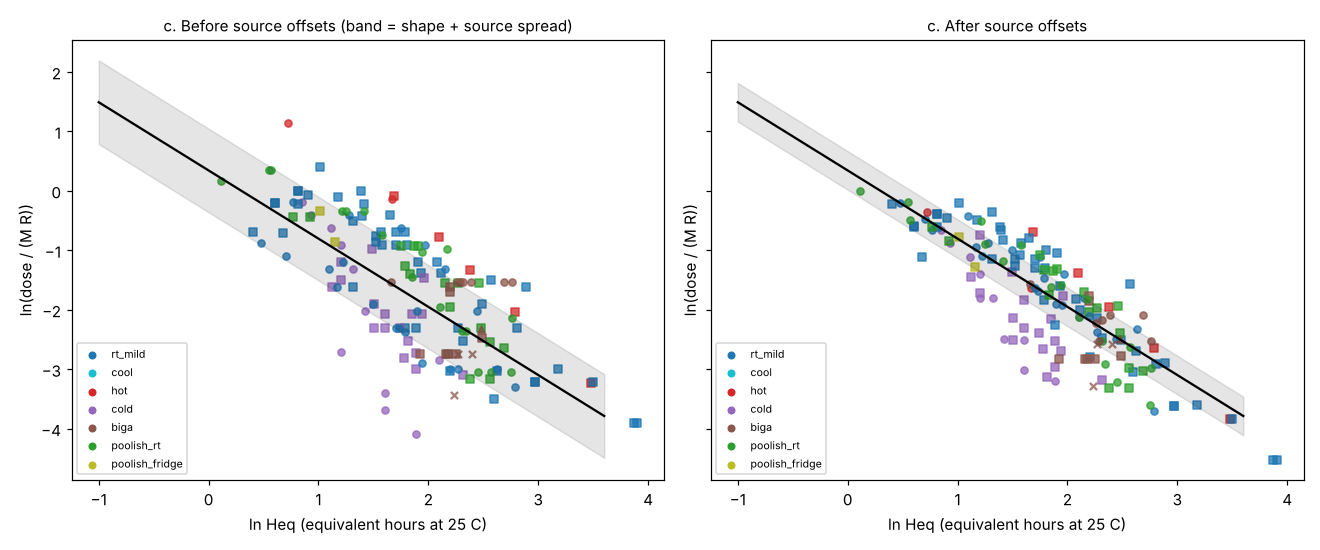 c. Before source offsets (band = shape + source spread)
ln(dose / (M R))
2
1
0
−1
−2
−3
−4
rt_mild
cool
hot
cold
biga
poolish_rt
poolish_fridge
−1
0
1
2
3
4
ln Heq (equivalent hours at 25 C)
c. After source offsets
ln(dose / (M R))
rt_mild
cool
hot
cold
biga
poolish_rt
poolish_fridge
−1
0
1
2
3
4
ln Heq (equivalent hours at 25 C)